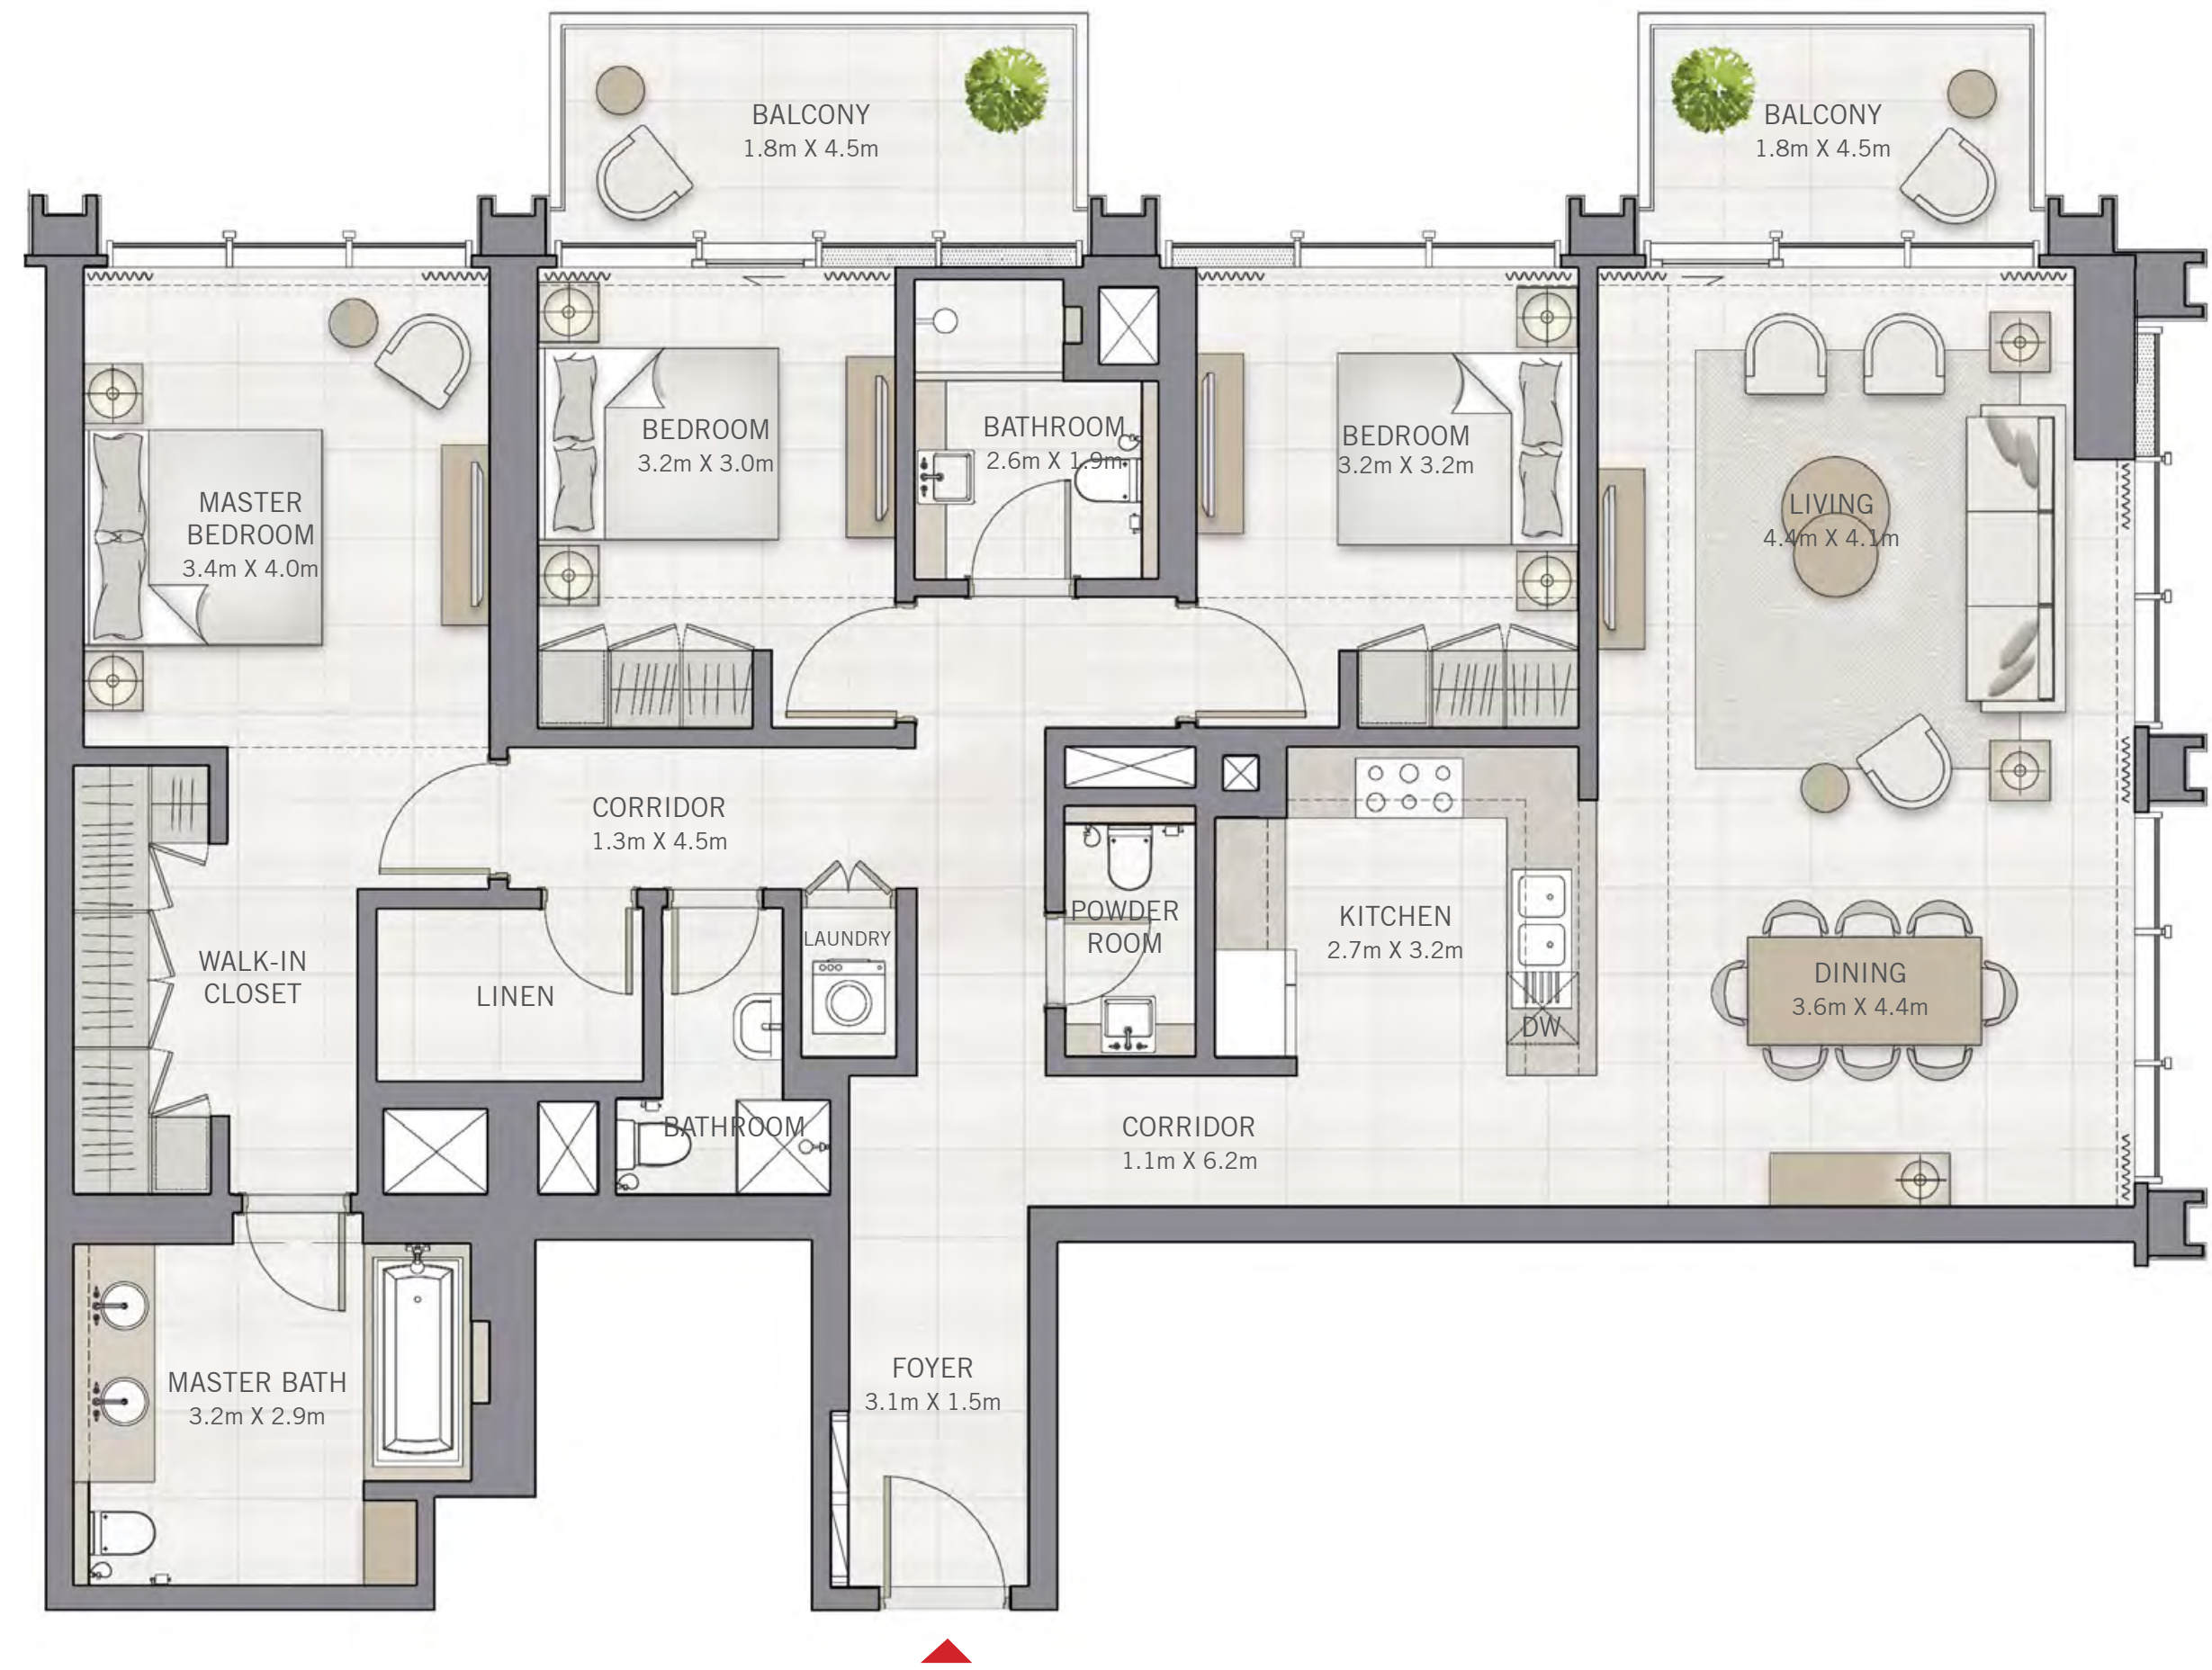 BALCONY
1.8m X 4.5m
BALCONY
1.8m X 4.5m
MASTER
BEDROOM
3.4m X 4.0m
BEDROOM
3.2m X 3.0m
BATHROOM
2.6m X 1.9m
BEDROOM
3.2m X 3.2m
LIVING
4.4m X 4.1m
CORRIDOR
1.3m X 4.5m
WALK-IN
CLOSET
LINEN
LAUNDRY
POWDER
ROOM
KITCHEN
2.7m X 3.2m
DW
DINING
3.6m X 4.4m
BATHROOM
CORRIDOR
1.1m X 6.2m
MASTER BATH
3.2m X 2.9m
FOYER
3.1m X 1.5m